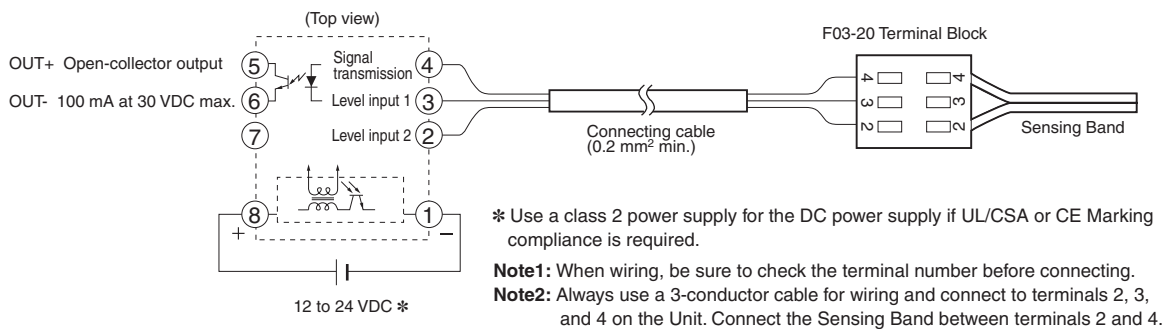 (Top view)
F03-20 Terminal Block
OUT+ Open-collector output
5
Signal
transmission
4
OUT- 100 mA at 30 VDC max.
6
Level input 1
3
7
Level input 2
2
Connecting cable
(0.2 mm² min.)
4
3
2
4
3
2
Sensing Band
8
1
+
−
12 to 24 VDC ✻
✻ Use a class 2 power supply for the DC power supply if UL/CSA or CE Marking
compliance is required.
Note1: When wiring, be sure to check the terminal number before connecting.
Note2: Always use a 3-conductor cable for wiring and connect to terminals 2, 3,
and 4 on the Unit. Connect the Sensing Band between terminals 2 and 4.